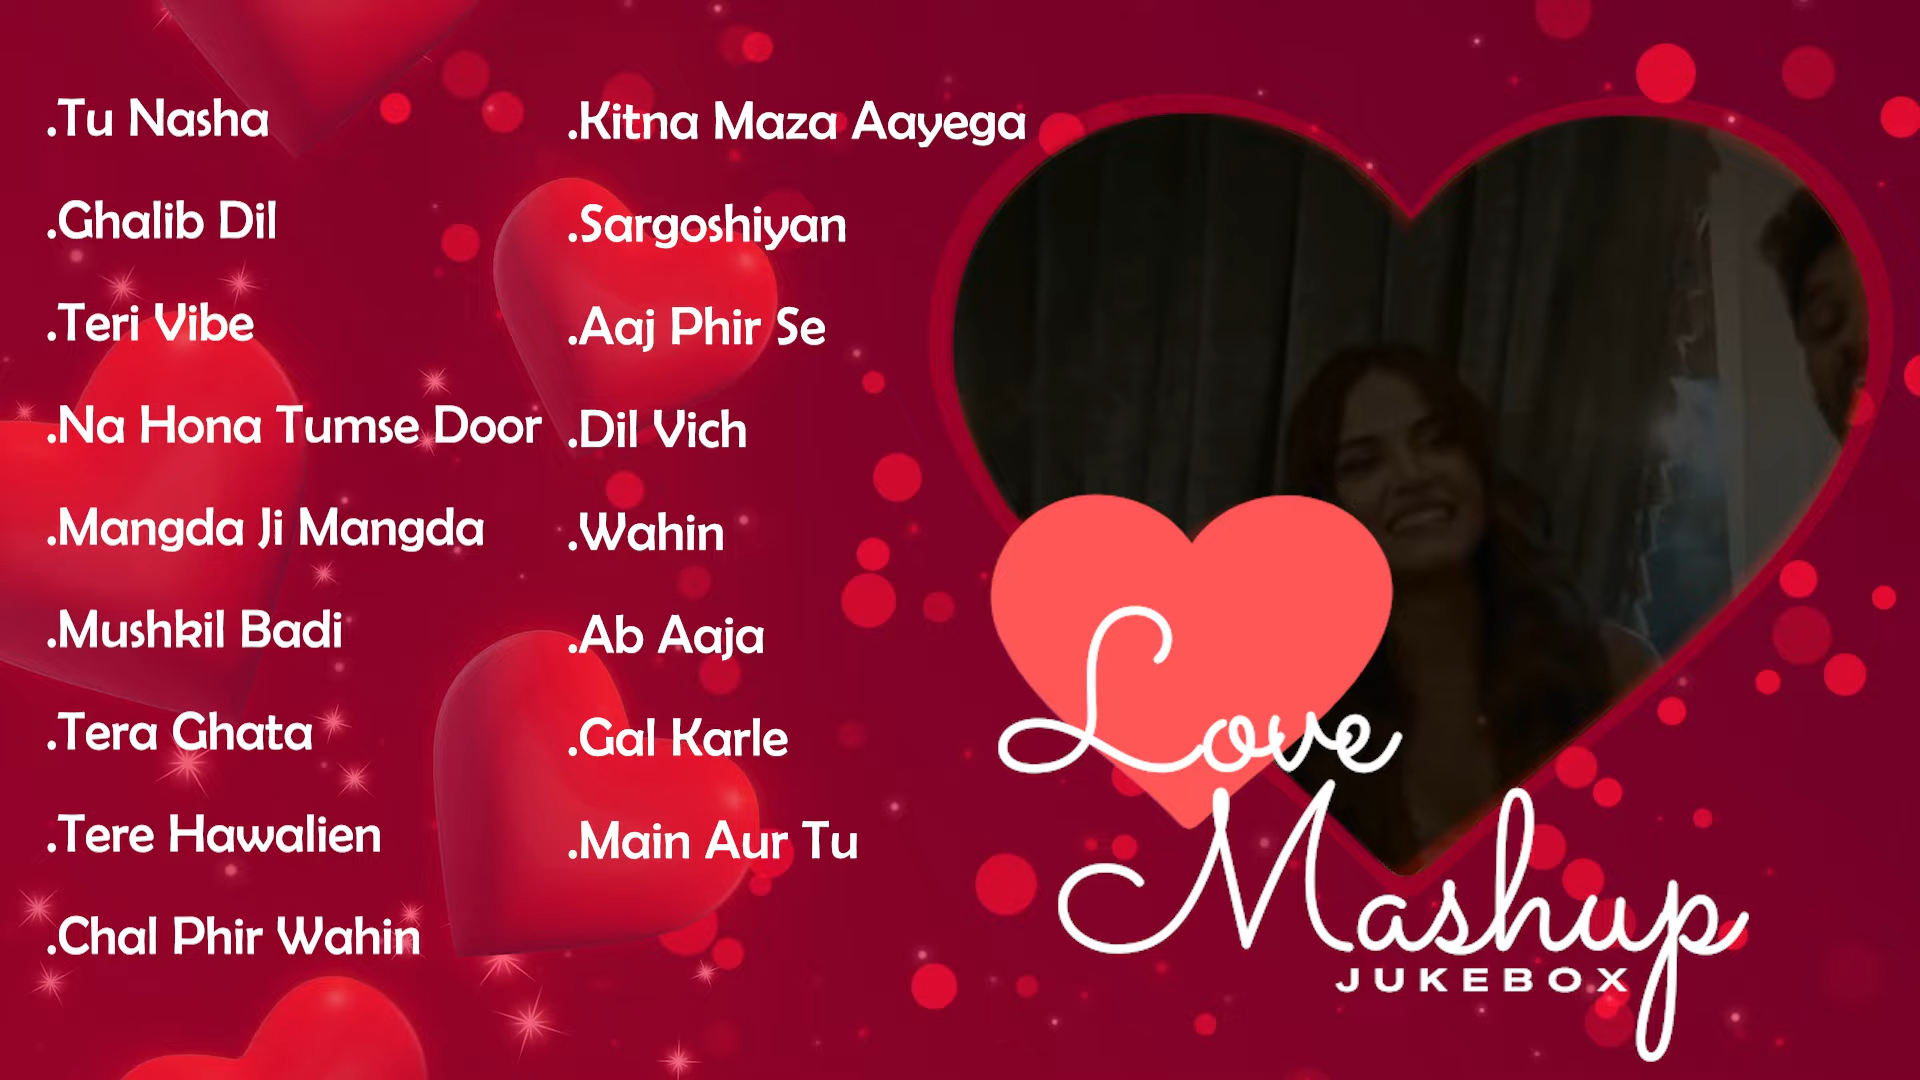 .Tu Nasha
.Ghalib Dil
.Teri Vibe
.Na Hona Tumse Door
.Mangda Ji Mangda
.Mushkil Badi
.Tera Ghata
.Tere Hawalien
.Chal Phir Wahin
.Kitna Maza Aayega
.Sargoshiyan
.Aaj Phir Se
.Dil Vich
.Wahin
.Ab Aaja
.Gal Karle
.Main Aur Tu
Love
Mashup
JUKEBOX